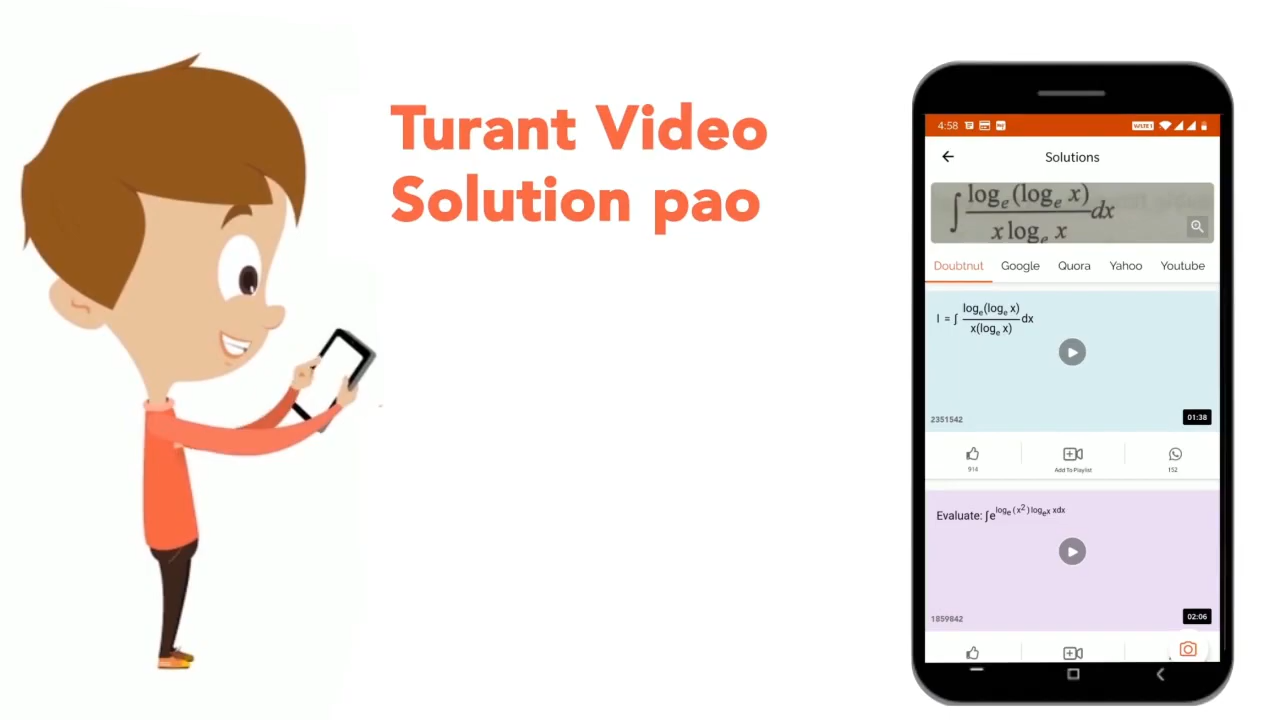 Turant Video
Solution pao
4:58
VoLTE1
Solutions
∫ logₑ(logₑ x) / x logₑ x dx
Doubtnut Google Quora Yahoo Youtube
I = ∫ logₑ(logₑ x) / x(logₑ x) dx
2351542 01:38
914 Add To Playlist 152
Evaluate: ∫e^logₑ(x²)logₑx xdx
1859842 02:06